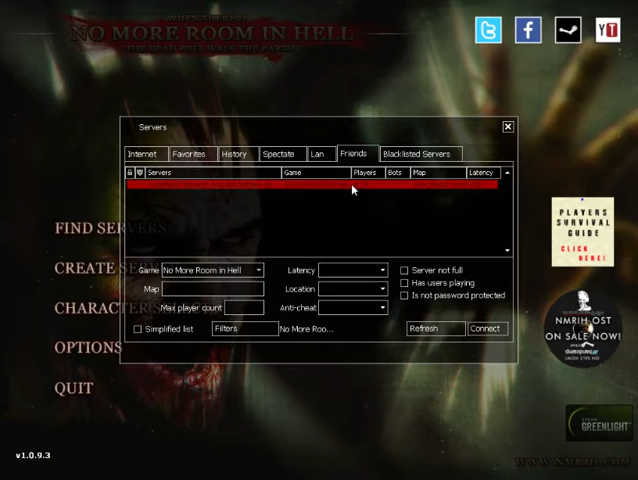 WHEN THERE'S
NO MORE ROOM IN HELL
THE DEAD WILL WALK THE EARTH
Y T
Servers
Internet Favorites History Spectate Lan Friends Blacklisted Servers
Servers Game Players Bots Map Latency
FIND SERVERS
CREATE SER
CHARACTER
OPTIONS
QUIT
Game No More Room in Hell Latency Server not full
Map Location Has users playing
Max player count Anti-cheat Is not password protected
Simplified list Filters No More Roo... Refresh Connect
PLAYERS
SURVIVAL
GUIDE
CLICK
HERE!
NMRIH OST
ON SALE NOW!
STEAM
GREENLIGHT
v1.0.9.3
WWW.NMRIH.COM